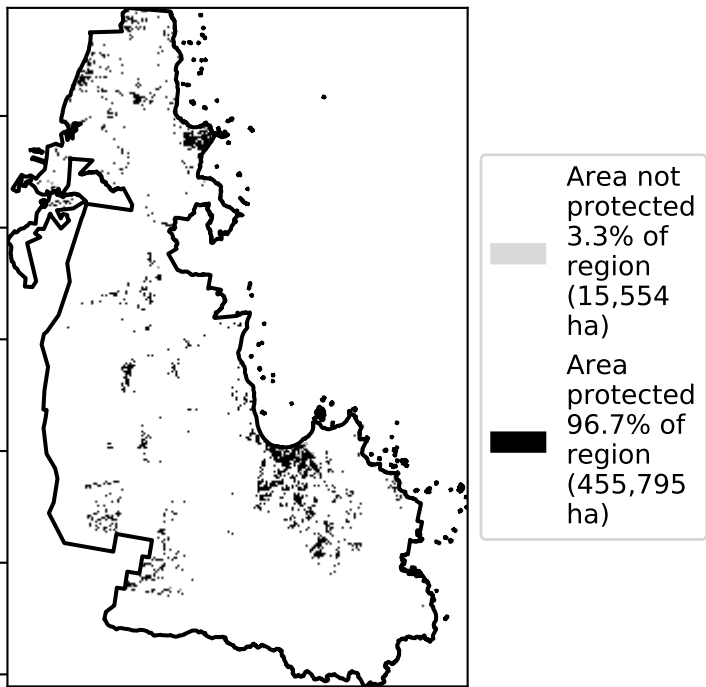 Area not
protected
3.3% of
region
(15,554
ha)
Area
protected
96.7% of
region
(455,795
ha)